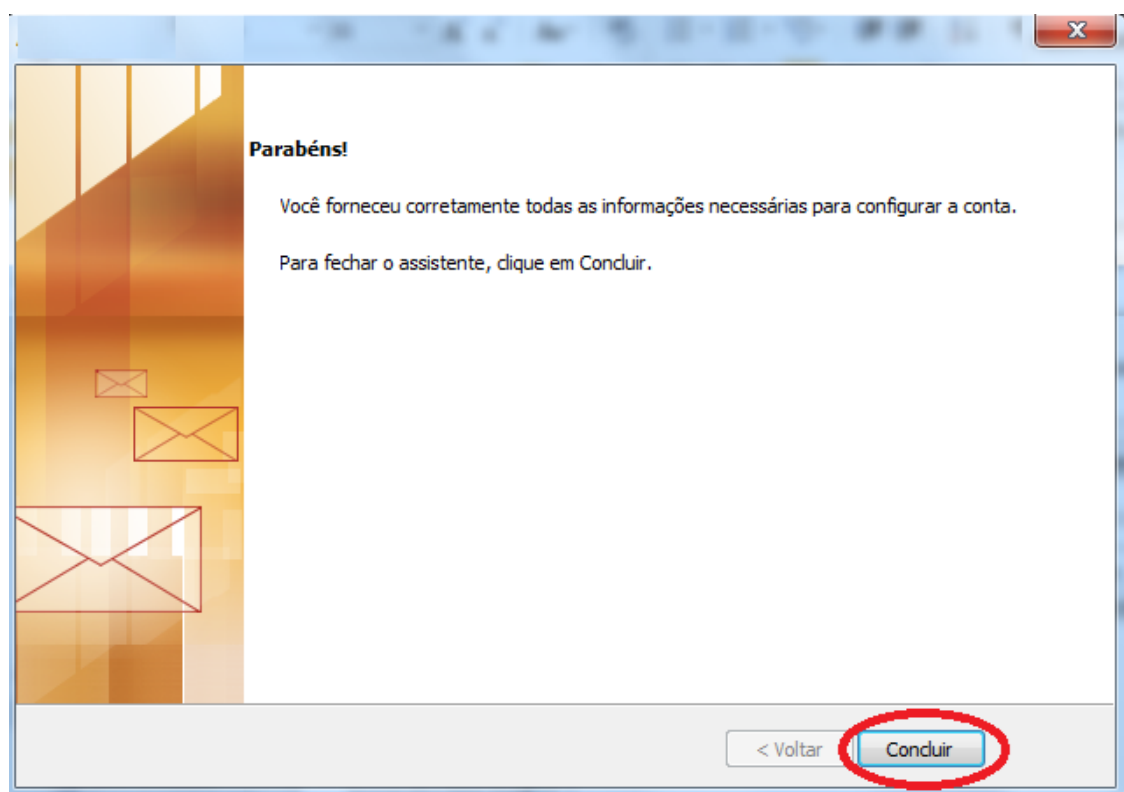 Parabéns!
Você forneceu corretamente todas as informações necessárias para configurar a conta.
Para fechar o assistente, clique em Concluir.
< Voltar
Concluir